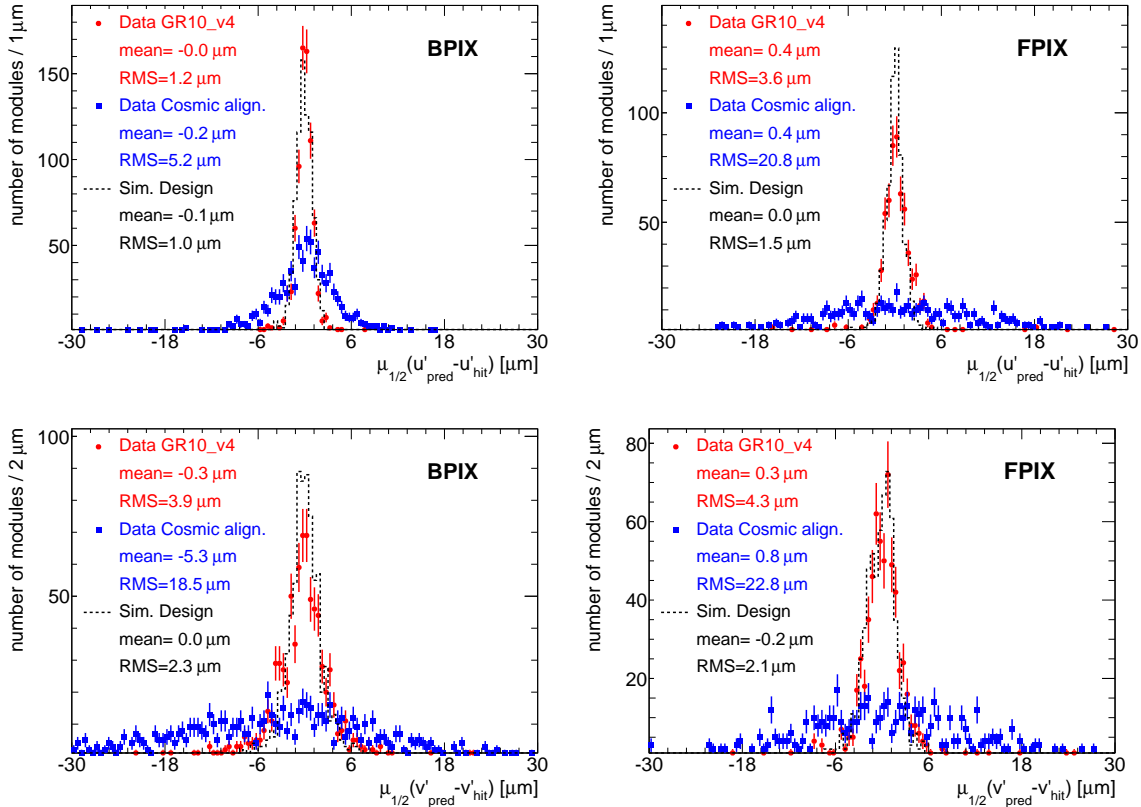 number of modules / 1μm
Data GR10_v4
mean= -0.0 μm
RMS=1.2 μm
Data Cosmic align.
mean= -0.2 μm
RMS=5.2 μm
Sim. Design
mean= -0.1 μm
RMS=1.0 μm
BPIX
150
100
50
-30 -18 -6 6 18 30
μ1/2(u'pred-u'hit) [μm]
number of modules / 1μm
Data GR10_v4
mean= 0.4 μm
RMS=3.6 μm
Data Cosmic align.
mean= 0.4 μm
RMS=20.8 μm
Sim. Design
mean= 0.0 μm
RMS=1.5 μm
FPIX
100
50
-30 -18 -6 6 18 30
μ1/2(u'pred-u'hit) [μm]
number of modules / 2 μm
Data GR10_v4
mean= -0.3 μm
RMS=3.9 μm
Data Cosmic align.
mean= -5.3 μm
RMS=18.5 μm
Sim. Design
mean= 0.0 μm
RMS=2.3 μm
BPIX
100
50
-30 -18 -6 6 18 30
μ1/2(v'pred-v'hit) [μm]
number of modules / 2 μm
Data GR10_v4
mean= 0.3 μm
RMS=4.3 μm
Data Cosmic align.
mean= 0.8 μm
RMS=22.8 μm
Sim. Design
mean= -0.2 μm
RMS=2.1 μm
FPIX
80
60
40
20
-30 -18 -6 6 18 30
μ1/2(v'pred-v'hit) [μm]